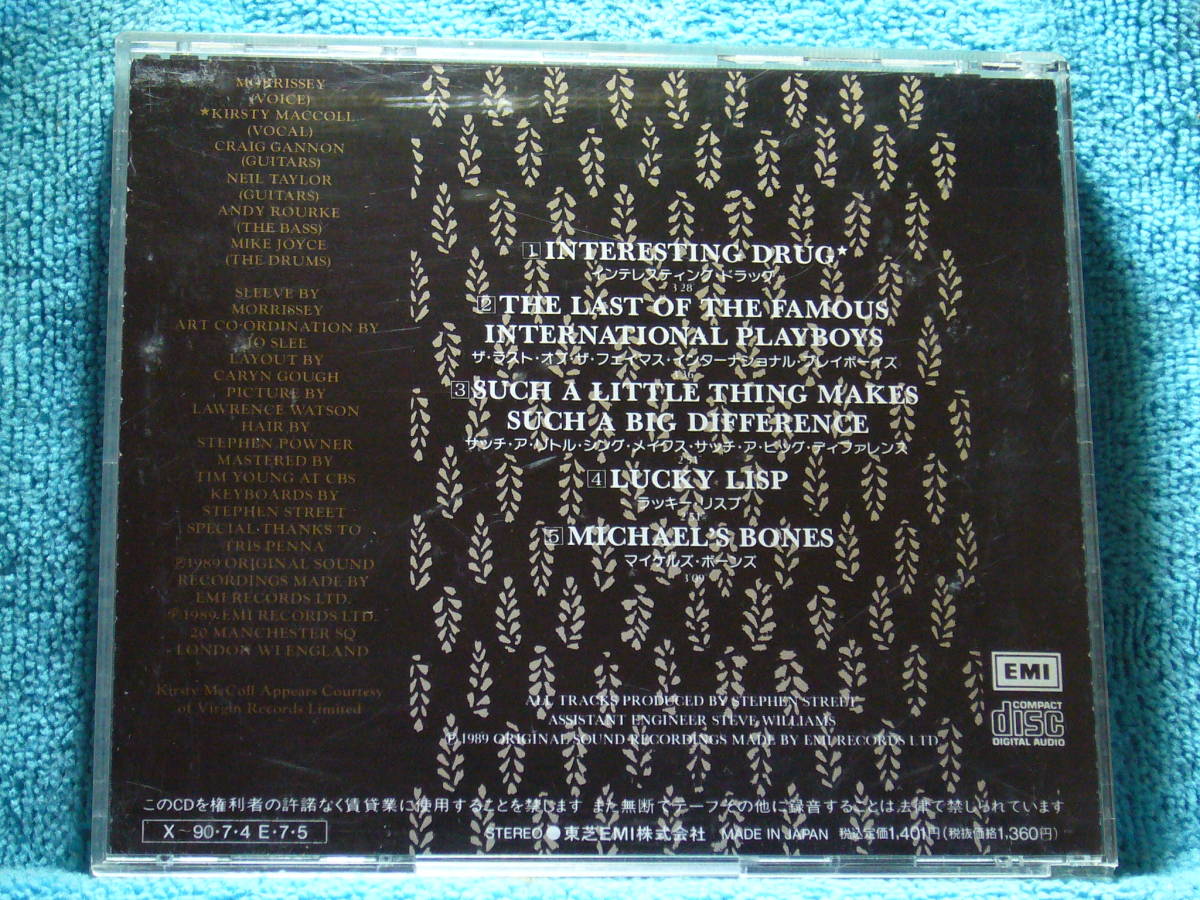 MORRISSEY
(VOICE)
★KIRSTY MACCOLL
(VOCAL)
CRAIG GANNON
(GUITARS)
NEIL TAYLOR
(GUITARS)
ANDY ROURKE
(THE BASS)
MIKE JOYCE
(THE DRUMS)
SLEEVE BY
MORRISSEY
ART CO-ORDINATION BY
JO SLEE
LAYOUT BY
CARYN GOUGH
PICTURE BY
LAWRENCE WATSON
HAIR BY
STEPHEN POWNER
MASTERED BY
TIM YOUNG AT CBS
KEYBOARDS BY
STEPHEN STREET
SPECIAL THANKS TO
TRIS PENNA
℗1989 ORIGINAL SOUND
RECORDINGS MADE BY
EMI RECORDS LTD.
℗1989 EMI RECORDS LTD.
20 MANCHESTER SQ
LONDON W1 ENGLAND
Kirsty McColl Appears Courtesy
of Virgin Records Limited
1 INTERESTING DRUG★
インテレスティング・ドラッグ
3'28"
2 THE LAST OF THE FAMOUS
INTERNATIONAL PLAYBOYS
ザ・ラスト・オブ・ザ・フェイマス・インターナショナル・プレイボーイズ
3'36"
3 SUCH A LITTLE THING MAKES
SUCH A BIG DIFFERENCE
サッチ・ア・リトル・シング・メイクス・サッチ・ア・ビッグ・ディファレンス
4 LUCKY LISP
ラッキー・リスプ
5 MICHAEL'S BONES
マイケルズ・ボーンズ
3'09"
ALL TRACKS PRODUCED BY STEPHEN STREET
ASSISTANT ENGINEER STEVE WILLIAMS
℗1989 ORIGINAL SOUND RECORDINGS MADE BY EMI RECORDS LTD
EMI
COMPACT
disc
DIGITAL AUDIO
このCDを権利者の許諾なく賃貸業に使用することを禁じます また無断でテープその他に録音することは法律で禁じられています
X〜90・7・4 E・7・5
STEREO ● 東芝EMI株式会社 MADE IN JAPAN 税込定価1,401円(税抜価格1,360円)